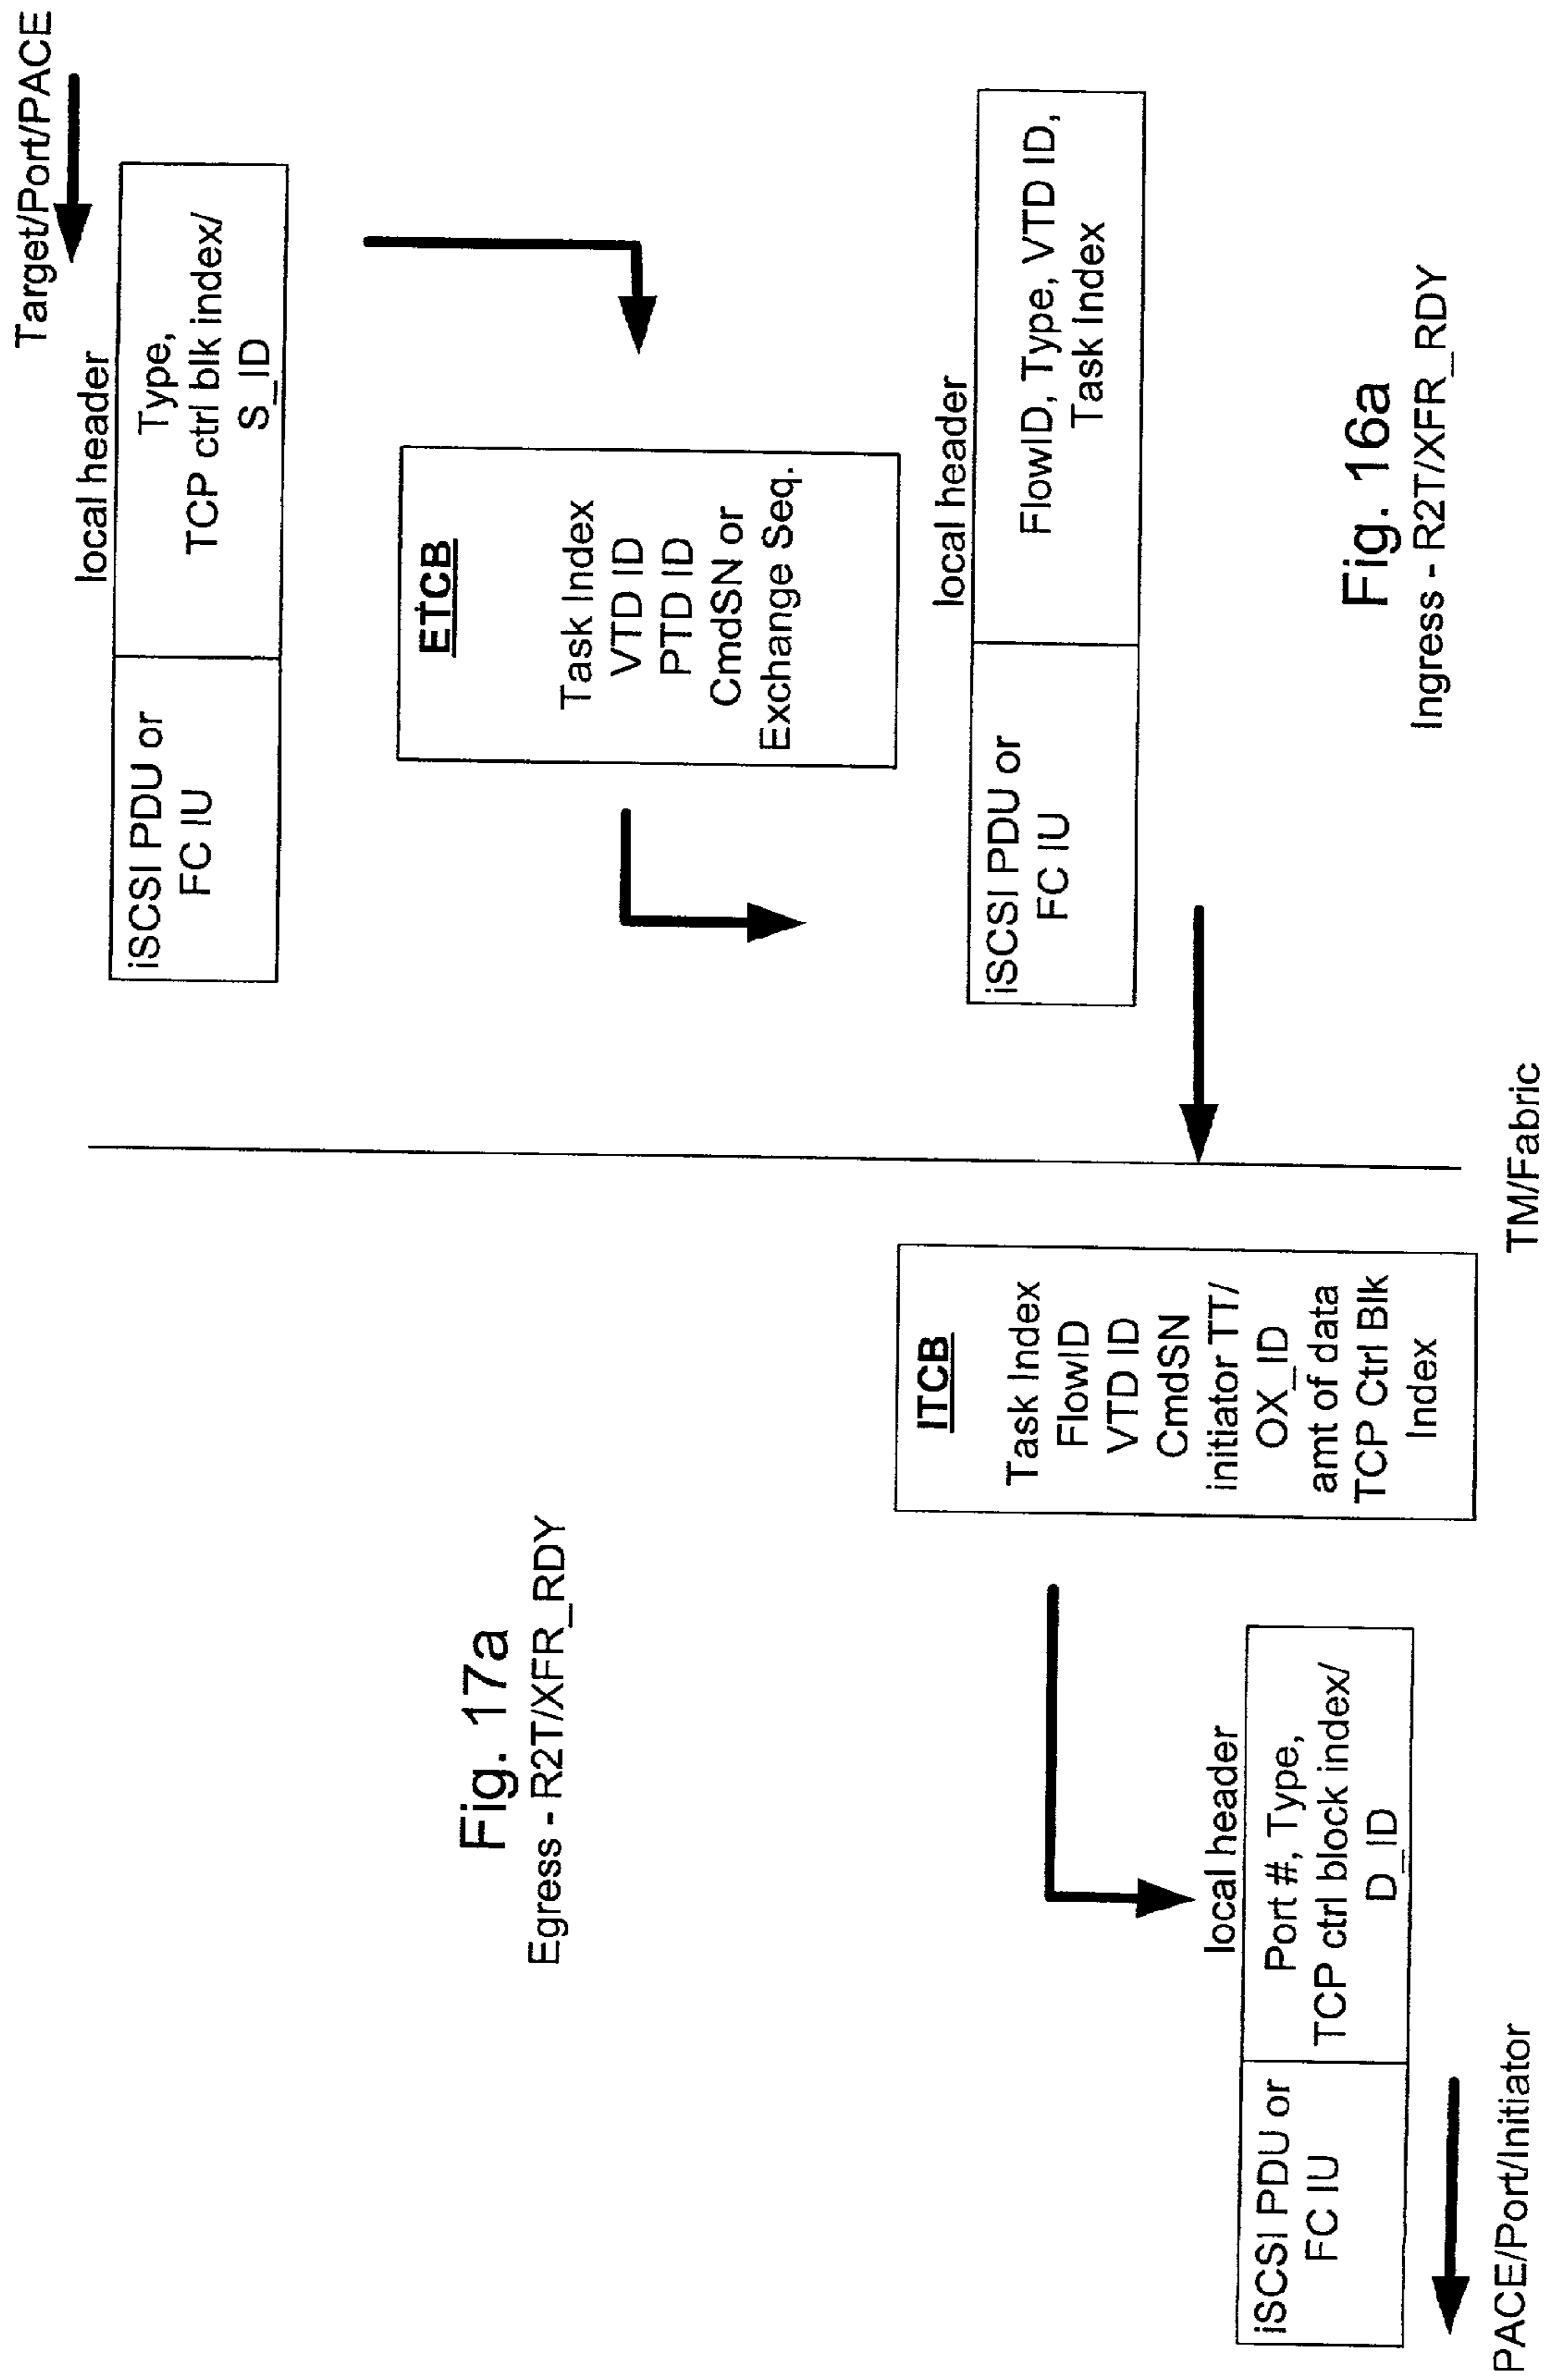 Target/Port/PACE
local header
iSCSI PDU or
FC IU
Type,
TCP ctrl blk index/
S_ID
ETCB
Task Index
VTD ID
PTD ID
CmdSN or
Exchange Seq.
local header
iSCSI PDU or
FC IU
FlowID, Type, VTD ID,
Task Index
Fig. 16a
Ingress - R2T/XFR_RDY
TM/Fabric
Fig. 17a
Egress - R2T/XFR_RDY
ITCB
Task Index
FlowID
VTD ID
CmdSN
initiator TT/
OX_ID
amt of data
TCP Ctrl Blk
Index
local header
iSCSI PDU or
FC IU
Port #, Type,
TCP ctrl block index/
D_ID
PACE/Port/Initiator